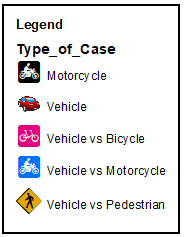 Legend
Type_of_Case
Motorcycle
Vehicle
Vehicle vs Bicycle
Vehicle vs Motorcycle
Vehicle vs Pedestrian